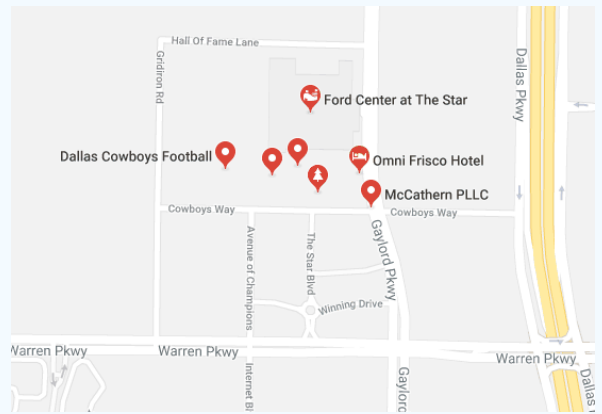 Hall Of Fame Lane
Gridiron Rd
Dallas Pkwy
Ford Center at The Star
Dallas Cowboys Football
Omni Frisco Hotel
McCathern PLLC
Cowboys Way
Cowboys Way
Avenue of Champions
The Star Blvd
Gaylord Pkwy
Winning Drive
Warren Pkwy
Warren Pkwy
Warren Pkwy
Internet Bl
Gaylord
Dallas